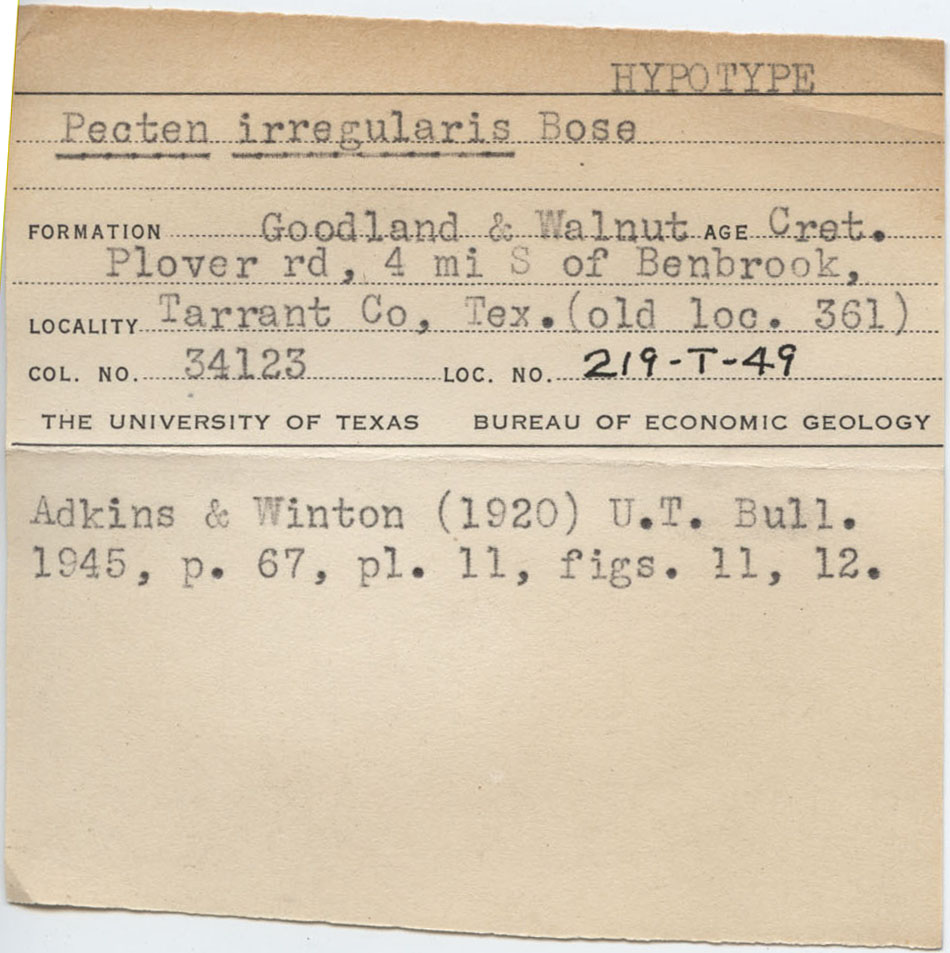 HYPOTYPE
Pecten irregularis Bose
FORMATION Goodland & Walnut AGE Cret.
Plover rd, 4 mi S of Benbrook,
LOCALITY Tarrant Co, Tex. (old loc. 361)
COL. NO. 34123 LOC. NO. 219-T-49
THE UNIVERSITY OF TEXAS BUREAU OF ECONOMIC GEOLOGY
Adkins & Winton (1920) U.T. Bull.
1945, p. 67, pl. 11, figs. 11, 12.